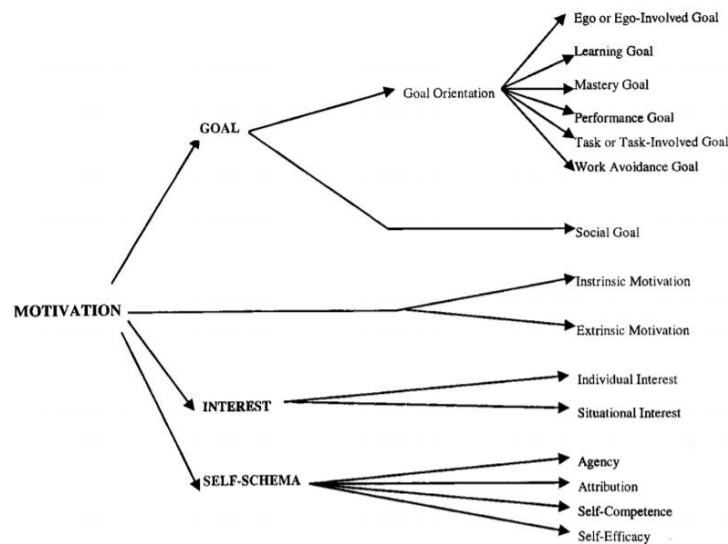 Ego or Ego-Involved Goal
Learning Goal
Goal Orientation
Mastery Goal
Performance Goal
GOAL
Task or Task-Involved Goal
Work Avoidance Goal
Social Goal
Instrinsic Motivation
MOTIVATION
Extrinsic Motivation
Individual Interest
INTEREST
Situational Interest
Agency
SELF-SCHEMA
Attribution
Self-Competence
Self-Efficacy